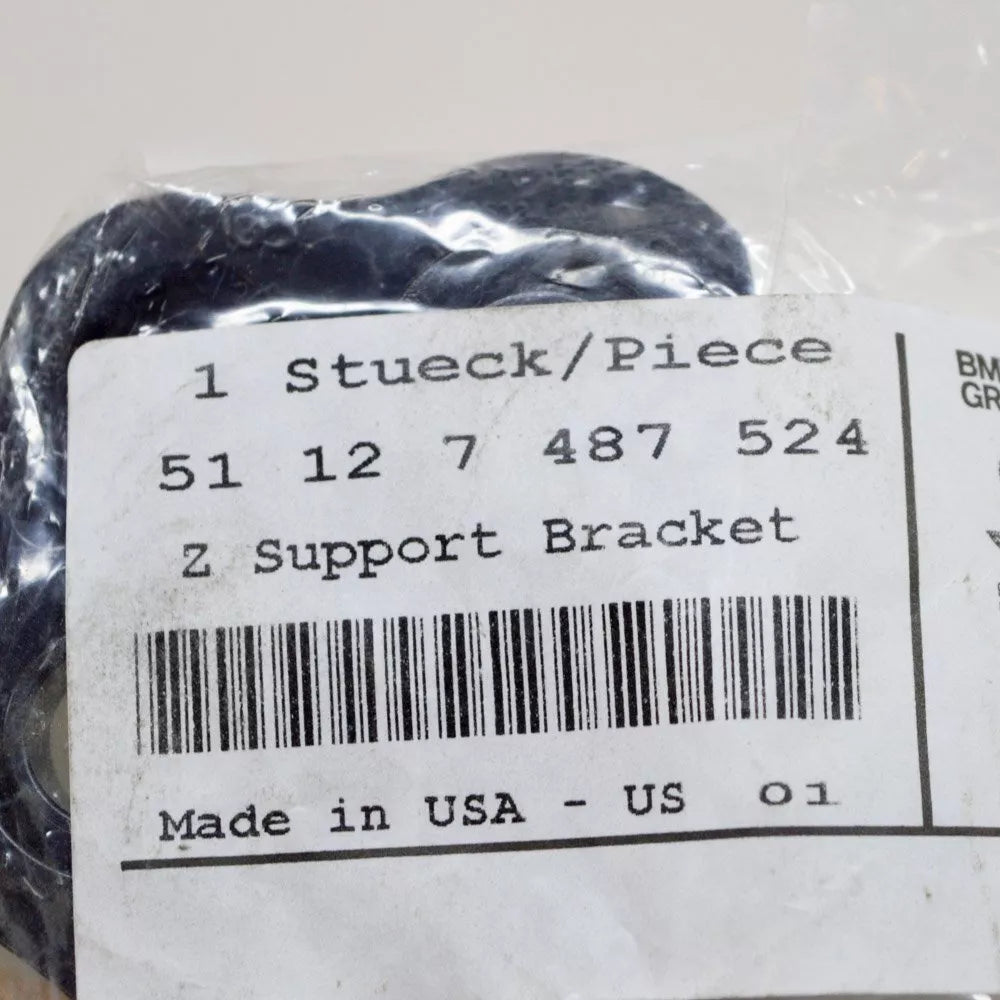 1 Stueck/Piece
51 12 7 487 524
Z Support Bracket
Made in USA - US 01
BM
GR